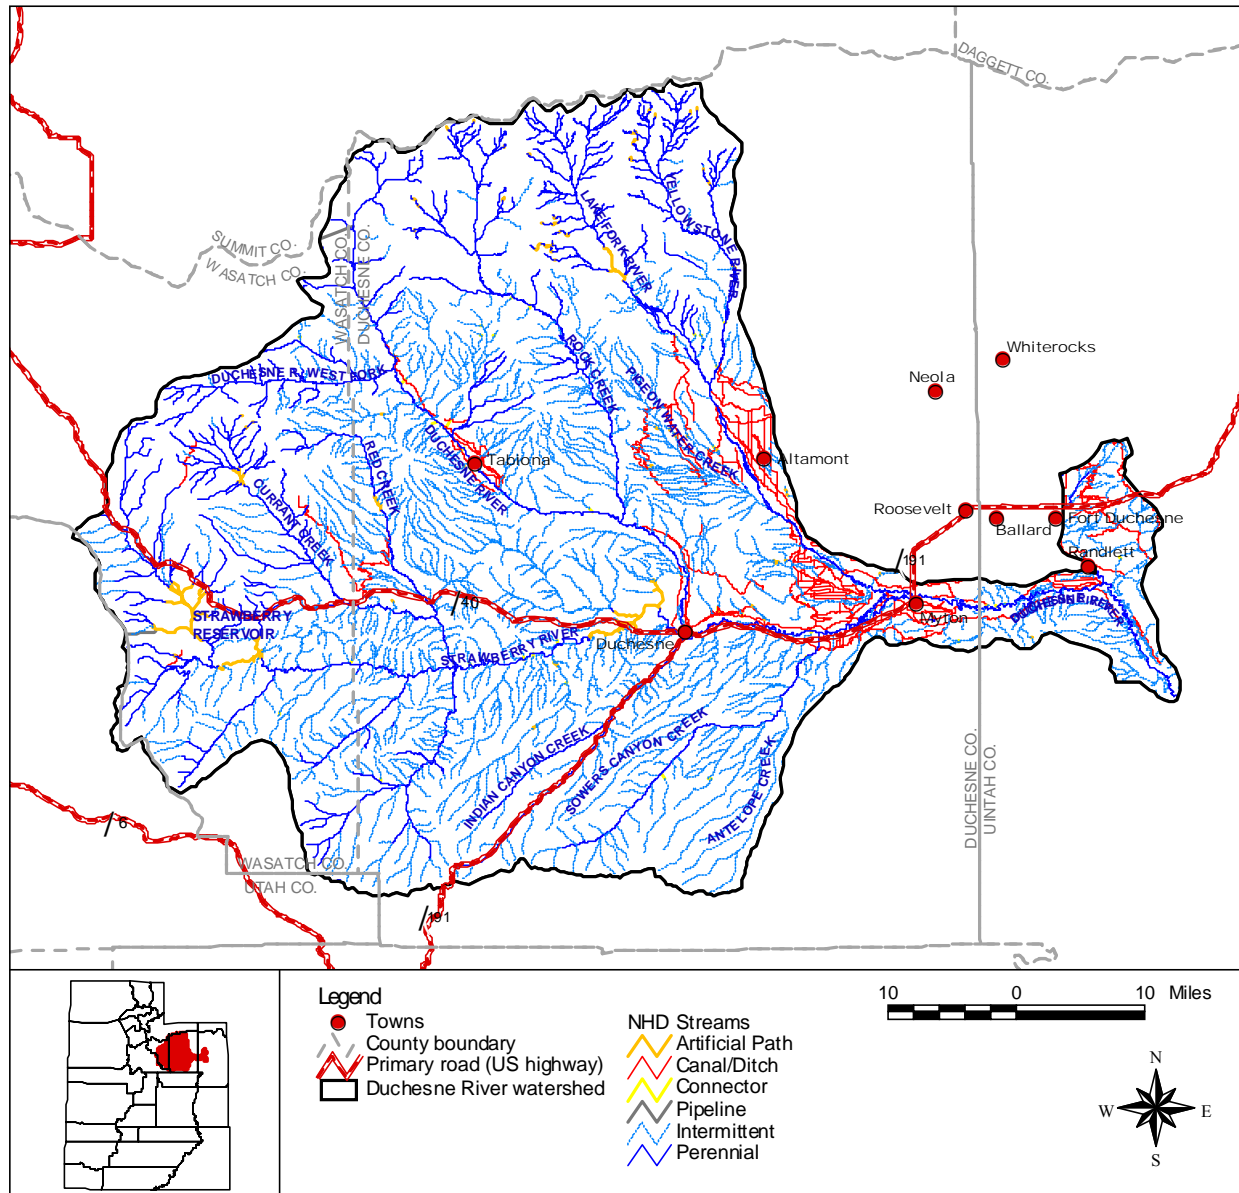 DAGGETT CO.
SUMMIT CO.
WASATCH CO.
WASATCH CO.
DUCHESNE CO.
YELLOWSTONE RIVER
LAKE FORK RIVER
ROCK CREEK
PIGEON WATER CREEK
DUCHESNE R. WEST FORK
DUCHESNE RIVER
RED CREEK
CURRANT CREEK
Whiterocks
Neola
Tabiona
Altamont
Roosevelt
Ballard
Fort Duchesne
Randlett
191
40
STRAWBERRY
RESERVOIR
STRAWBERRY RIVER
Duchesne
Myton
DUCHESNE RIVER
INDIAN CANYON CREEK
SOWERS CANYON CREEK
ANTELOPE CREEK
DUCHESNE CO.
UINTAH CO.
6
WASATCH CO.
UTAH CO.
191
Legend
Towns
County boundary
Primary road (US highway)
Duchesne River watershed
NHD Streams
Artificial Path
Canal/Ditch
Connector
Pipeline
Intermittent
Perennial
10 0 10 Miles
N
W E
S